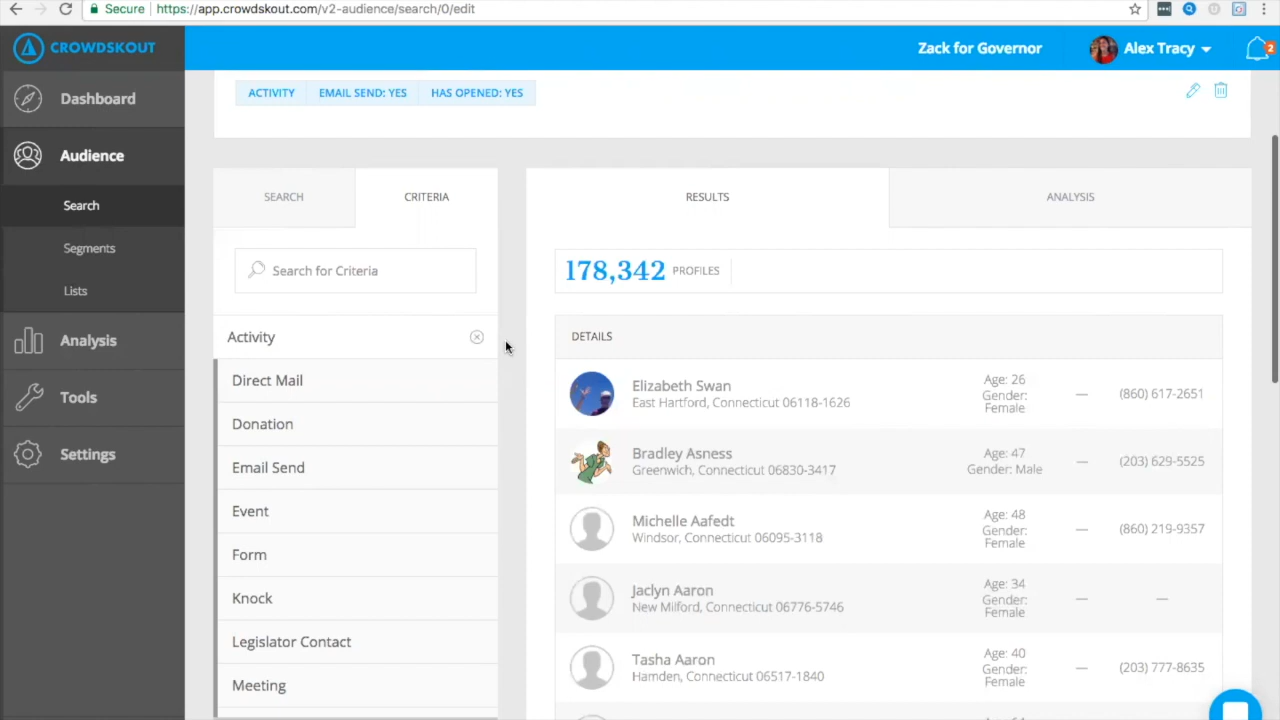 Secure https://app.crowdskout.com/v2-audience/search/0/edit
CROWDSKOUT
Zack for Governor
Alex Tracy
2
Dashboard
Audience
Search
Segments
Lists
Analysis
Tools
Settings
ACTIVITY EMAIL SEND: YES HAS OPENED: YES
SEARCH CRITERIA
Search for Criteria
Activity
Direct Mail
Donation
Email Send
Event
Form
Knock
Legislator Contact
Meeting
RESULTS ANALYSIS
178,342 PROFILES
DETAILS
Elizabeth Swan
East Hartford, Connecticut 06118-1626
Age: 26
Gender:
Female
—
(860) 617-2651
Bradley Asness
Greenwich, Connecticut 06830-3417
Age: 47
Gender: Male
—
(203) 629-5525
Michelle Aafedt
Windsor, Connecticut 06095-3118
Age: 48
Gender:
Female
—
(860) 219-9357
Jaclyn Aaron
New Milford, Connecticut 06776-5746
Age: 34
Gender:
Female
—
—
Tasha Aaron
Hamden, Connecticut 06517-1840
Age: 40
Gender:
Female
—
(203) 777-8635